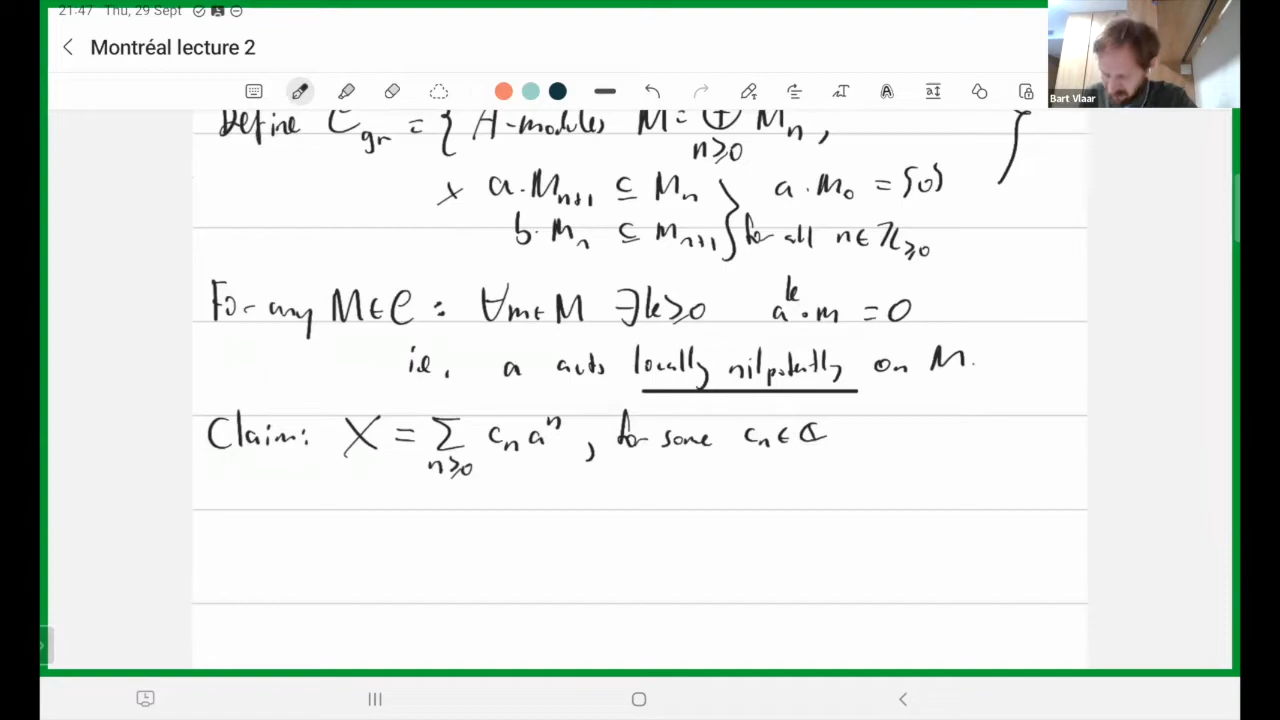 21:47 Thu, 29 Sept
Montréal lecture 2
Bart Vlaar
Define C_gr = { A-modules M = ⊕_{n≥0} M_n , }
× a·M_{n+1} ⊆ M_n } a·M_0 = {0}
b·M_n ⊆ M_{n+1} } for all n ∈ ℤ_{≥0}
For any M ∈ C : ∀m ∈ M ∃k ≥ 0 a^k·m = 0
i.e. a acts locally nilpotently on M.
Claim: X = Σ_{n≥0} c_n a^n , for some c_n ∈ ℂ